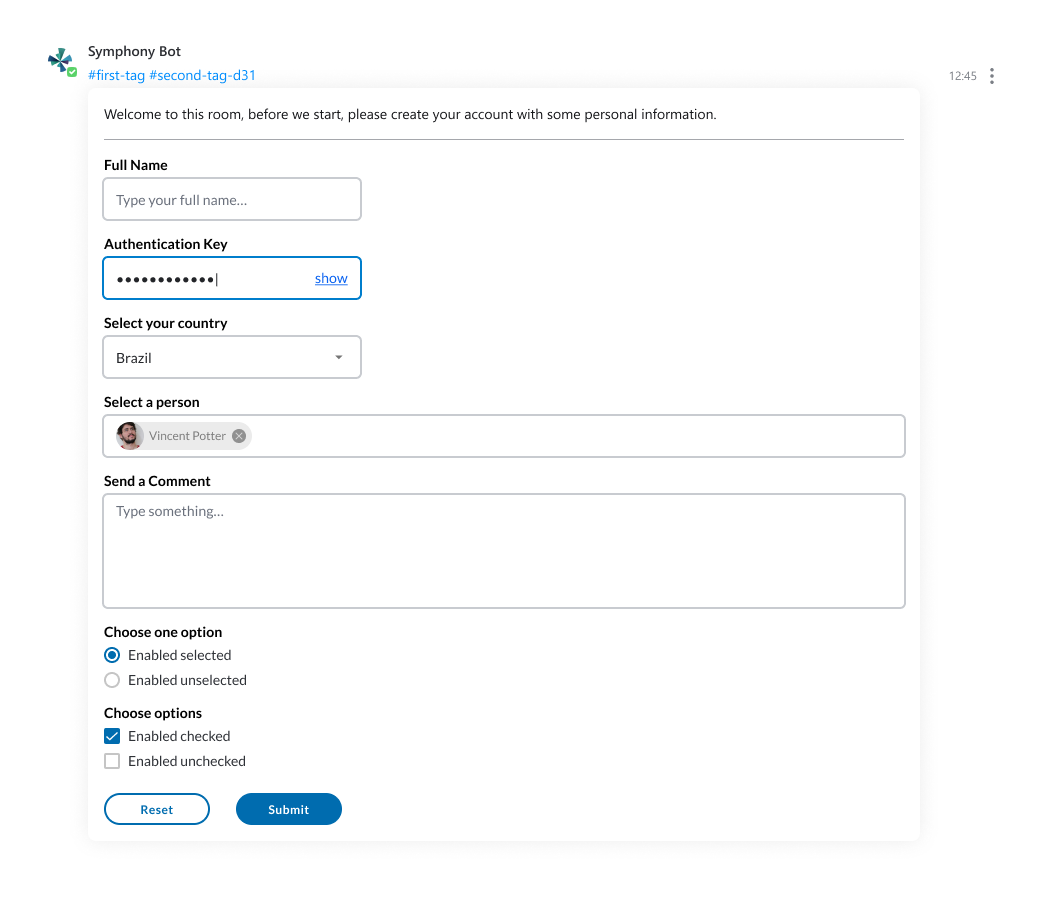 Symphony Bot
#first-tag #second-tag-d31
12:45
Welcome to this room, before we start, please create your account with some personal information.
Full Name
Type your full name...
Authentication Key
••••••••••••| show
Select your country
Brazil
Select a person
Vincent Potter
Send a Comment
Type something...
Choose one option
Enabled selected
Enabled unselected
Choose options
Enabled checked
Enabled unchecked
Reset Submit